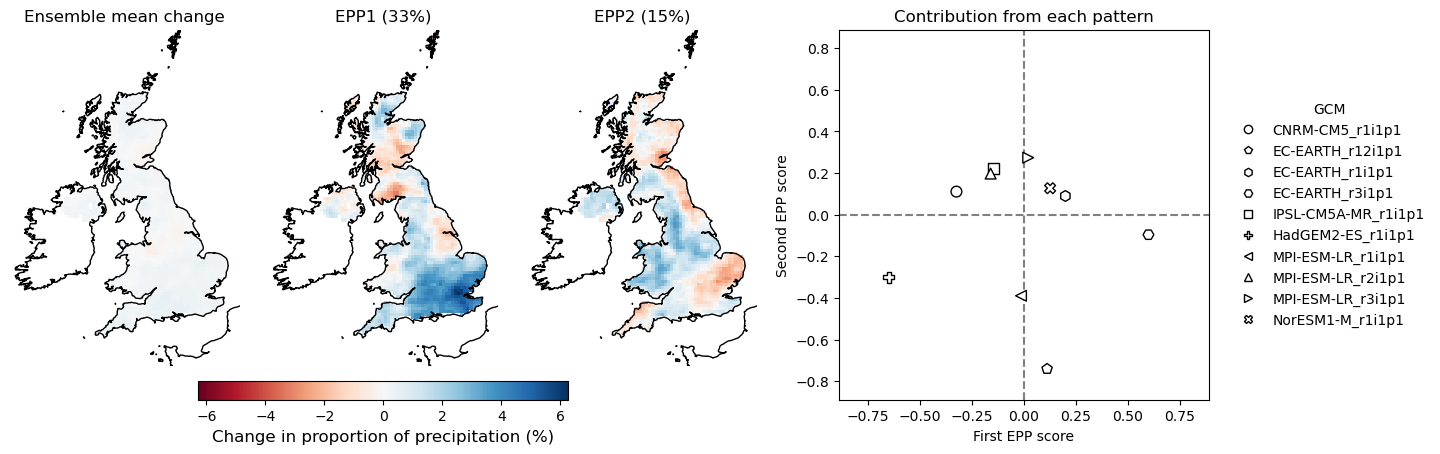 Ensemble mean change
EPP1 (33%)
EPP2 (15%)
−6 −4 −2 0 2 4 6
Change in proportion of precipitation (%)
Contribution from each pattern
Second EPP score
0.8
0.6
0.4
0.2
0.0
−0.2
−0.4
−0.6
−0.8
−0.75 −0.50 −0.25 0.00 0.25 0.50 0.75
First EPP score
GCM
CNRM-CM5_r1i1p1
EC-EARTH_r12i1p1
EC-EARTH_r1i1p1
EC-EARTH_r3i1p1
IPSL-CM5A-MR_r1i1p1
HadGEM2-ES_r1i1p1
MPI-ESM-LR_r1i1p1
MPI-ESM-LR_r2i1p1
MPI-ESM-LR_r3i1p1
NorESM1-M_r1i1p1